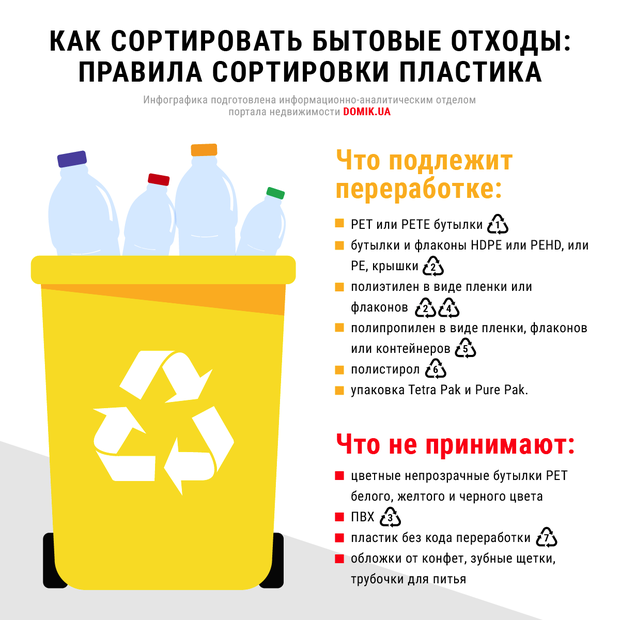 КАК СОРТИРОВАТЬ БЫТОВЫЕ ОТХОДЫ:
ПРАВИЛА СОРТИРОВКИ ПЛАСТИКА
Инфографика подготовлена информационно-аналитическим отделом
портала недвижимости DOMIK.UA
Что подлежит
переработке:
PET или PETE бутылки 1
бутылки и флаконы HDPE или PEHD, или
PE, крышки 2
полиэтилен в виде пленки или
флаконов 2 4
полипропилен в виде пленки, флаконов
или контейнеров 5
полистирол 6
упаковка Tetra Pak и Pure Pak.
Что не принимают:
цветные непрозрачные бутылки PET
белого, желтого и черного цвета
ПВХ 3
пластик без кода переработки 7
обложки от конфет, зубные щетки,
трубочки для питья